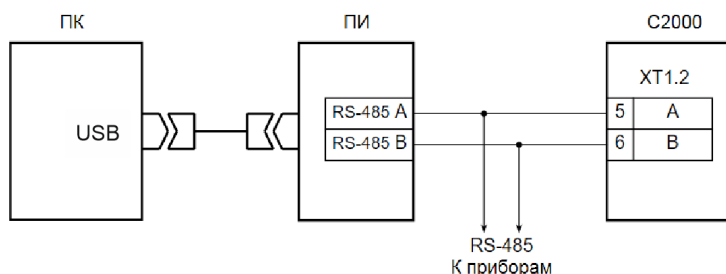 ПК
ПИ
С2000
XT1.2
USB
RS-485 A
5 A
RS-485 B
6 B
RS-485
К приборам